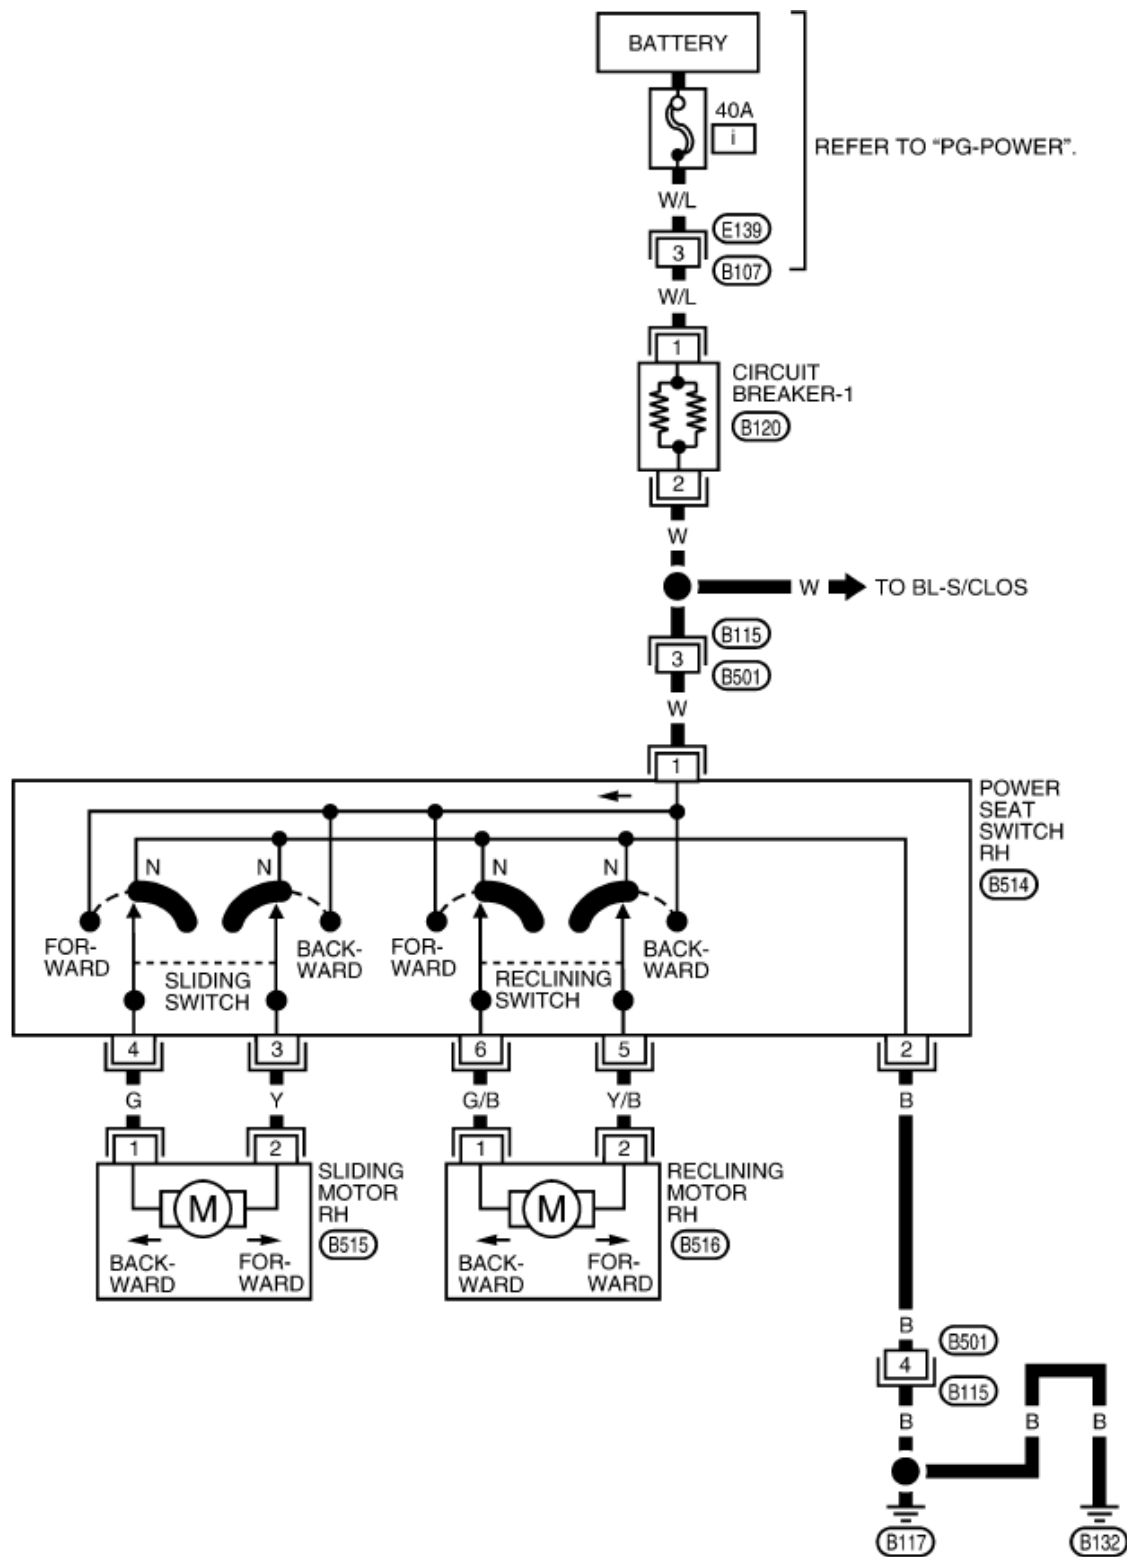 BATTERY
40A
i
REFER TO “PG-POWER”.
W/L
E139
3
B107
W/L
1
CIRCUIT
BREAKER-1
B120
2
W
W
TO BL-S/CLOS
B115
3
B501
W
1
POWER
SEAT
SWITCH
RH
B514
N
N
N
N
FOR-
WARD
SLIDING
SWITCH
BACK-
WARD
FOR-
WARD
RECLINING
SWITCH
BACK-
WARD
4
3
6
5
2
G
Y
G/B
Y/B
B
1
2
1
2
SLIDING
MOTOR
RH
B515
M
BACK-
WARD
FOR-
WARD
RECLINING
MOTOR
RH
B516
M
BACK-
WARD
FOR-
WARD
B
B501
4
B115
B
B
B
B117
B132